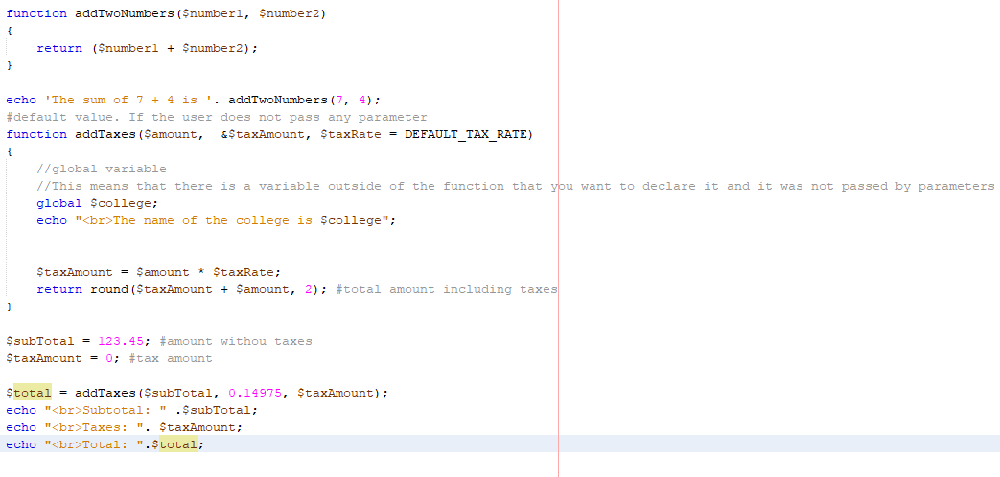 function addTwoNumbers($number1, $number2)
{
    return ($number1 + $number2);
}
echo 'The sum of 7 + 4 is '. addTwoNumbers(7, 4);
#default value. If the user does not pass any parameter
function addTaxes($amount,  &$taxAmount, $taxRate = DEFAULT_TAX_RATE)
{
    //global variable
    //This means that there is a variable outside of the function that you want to declare it and it was not passed by parameters
    global $college;
    echo "<br>The name of the college is $college";
    $taxAmount = $amount * $taxRate;
    return round($taxAmount + $amount, 2); #total amount including taxes
}
$subTotal = 123.45; #amount withou taxes
$taxAmount = 0; #tax amount
$total = addTaxes($subTotal, 0.14975, $taxAmount);
echo "<br>Subtotal: " .$subTotal;
echo "<br>Taxes: ". $taxAmount;
echo "<br>Total: ".$total;